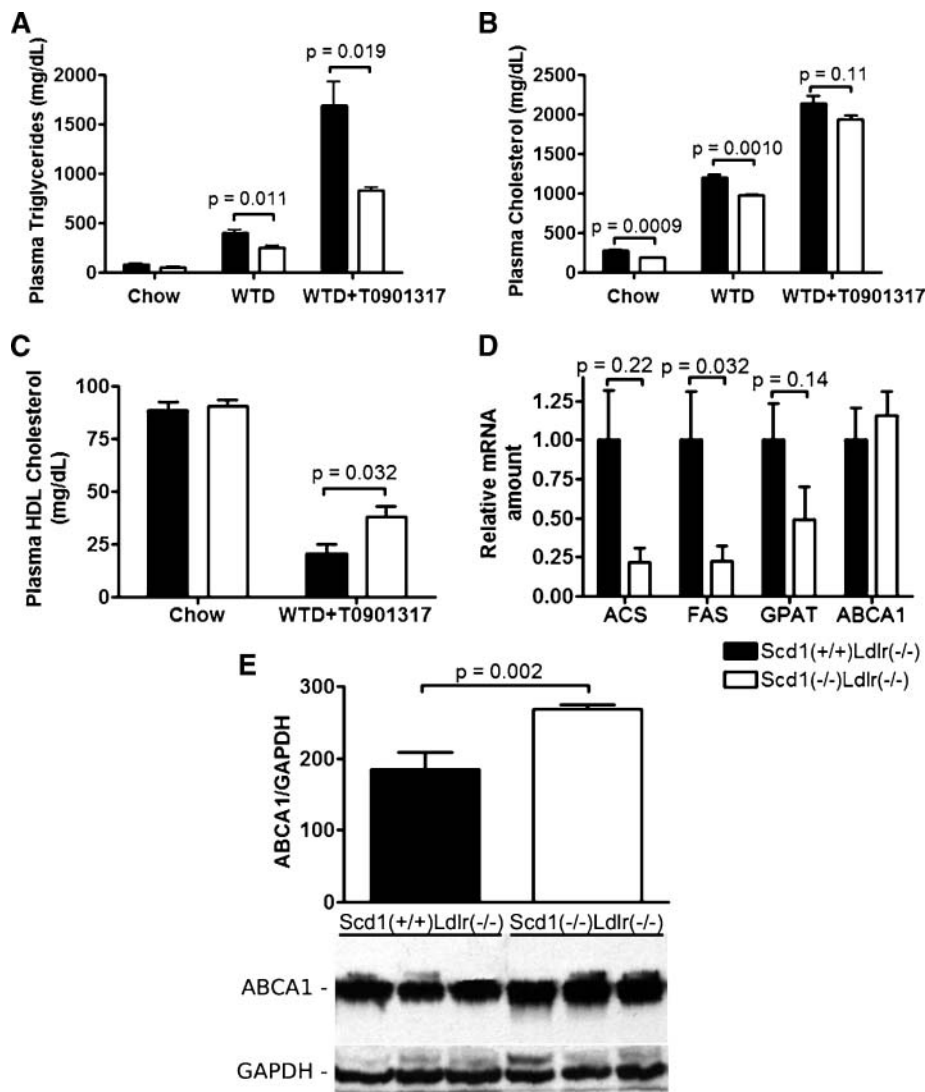 A
Plasma Triglycerides (mg/dL)
2000
1500
1000
500
0
p = 0.011
p = 0.019
Chow
WTD
WTD+T0901317
B
Plasma Cholesterol (mg/dL)
2500
2000
1500
1000
500
0
p = 0.0009
p = 0.0010
p = 0.11
Chow
WTD
WTD+T0901317
C
Plasma HDL Cholesterol
(mg/dL)
100
75
50
25
0
p = 0.032
Chow
WTD+T0901317
D
Relative mRNA
amount
1.25
1.00
0.75
0.50
0.25
0.00
p = 0.22
p = 0.032
p = 0.14
ACS
FAS
GPAT
ABCA1
Scd1(+/+)Ldlr(-/-)
Scd1(-/-)Ldlr(-/-)
E
ABCA1/GAPDH
300
200
100
0
p = 0.002
Scd1(+/+)Ldlr(-/-)
Scd1(-/-)Ldlr(-/-)
ABCA1 -
GAPDH -